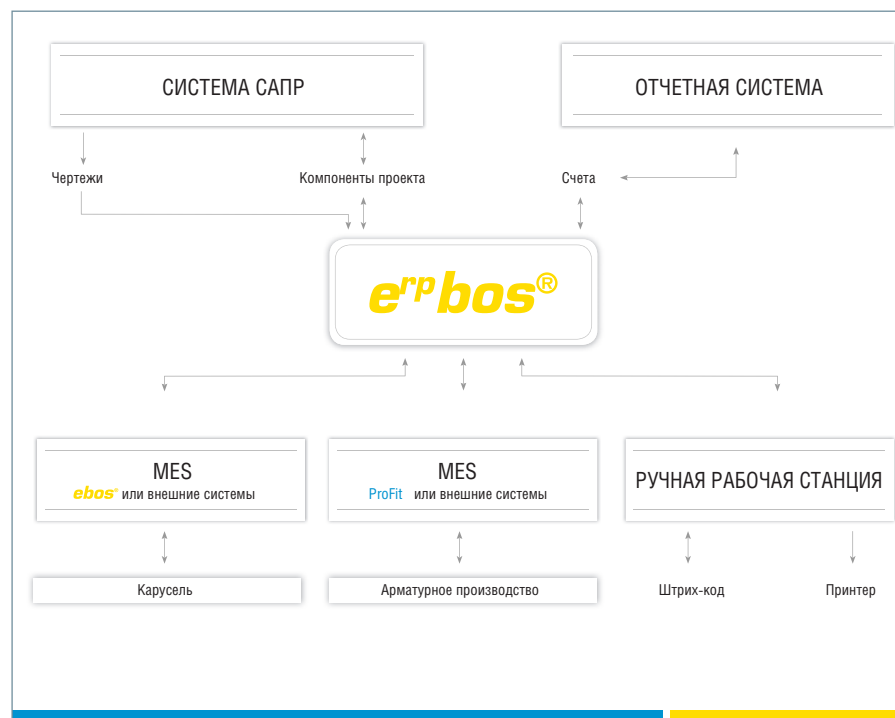 СИСТЕМА САПР
ОТЧЕТНАЯ СИСТЕМА
Чертежи
Компоненты проекта
Счета
erpbos®
MES
ebos® или внешние системы
MES
ProFit или внешние системы
РУЧНАЯ РАБОЧАЯ СТАНЦИЯ
Карусель
Арматурное производство
Штрих-код
Принтер